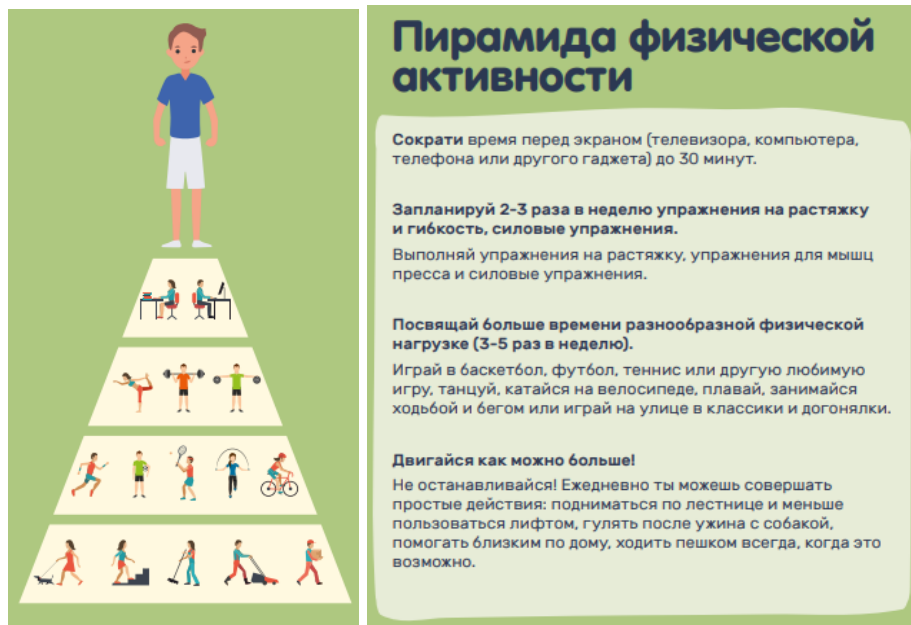 Пирамида физической
активности
Сократи время перед экраном (телевизора, компьютера,
телефона или другого гаджета) до 30 минут.
Запланируй 2-3 раза в неделю упражнения на растяжку
и гибкость, силовые упражнения.
Выполняй упражнения на растяжку, упражнения для мышц
пресса и силовые упражнения.
Посвящай больше времени разнообразной физической
нагрузке (3-5 раз в неделю).
Играй в баскетбол, футбол, теннис или другую любимую
игру, танцуй, катайся на велосипеде, плавай, занимайся
ходьбой и бегом или играй на улице в классики и догонялки.
Двигайся как можно больше!
Не останавливайся! Ежедневно ты можешь совершать
простые действия: подниматься по лестнице и меньше
пользоваться лифтом, гулять после ужина с собакой,
помогать близким по дому, ходить пешком всегда, когда это
возможно.